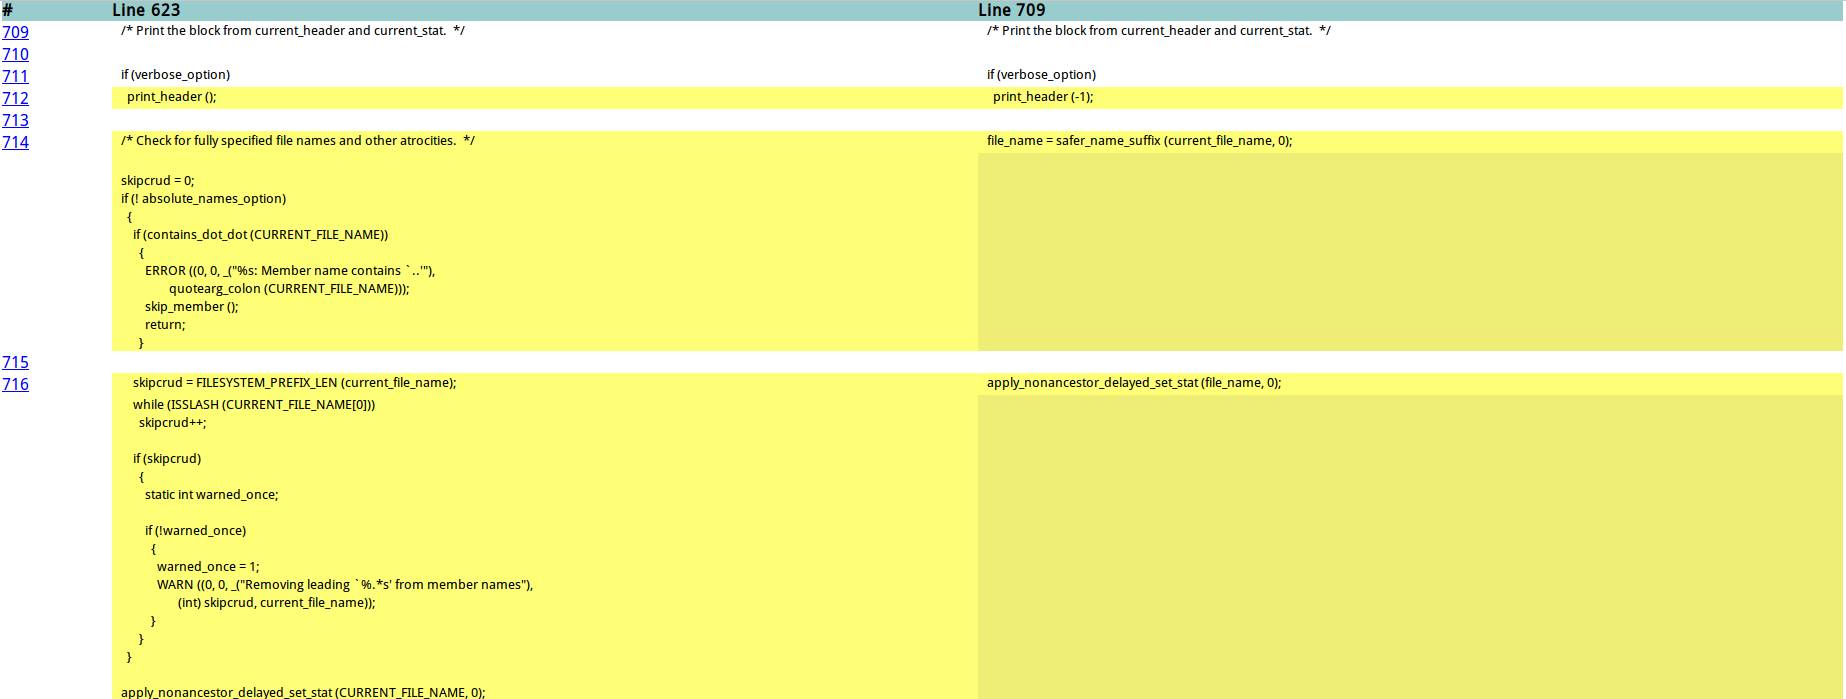 # Line 623 Line 709
709 /* Print the block from current_header and current_stat.  */ /* Print the block from current_header and current_stat.  */
710
711 if (verbose_option) if (verbose_option)
712 print_header (); print_header (-1);
713
714 /* Check for fully specified file names and other atrocities.  */ file_name = safer_name_suffix (current_file_name, 0);
skipcrud = 0;
if (! absolute_names_option)
{
if (contains_dot_dot (CURRENT_FILE_NAME))
{
ERROR ((0, 0, _("%s: Member name contains `..'"),
quotearg_colon (CURRENT_FILE_NAME)));
skip_member ();
return;
}
715
716 skipcrud = FILESYSTEM_PREFIX_LEN (current_file_name); apply_nonancestor_delayed_set_stat (file_name, 0);
while (ISSLASH (CURRENT_FILE_NAME[0]))
skipcrud++;
if (skipcrud)
{
static int warned_once;
if (!warned_once)
{
warned_once = 1;
WARN ((0, 0, _("Removing leading `%.*s' from member names"),
(int) skipcrud, current_file_name));
}
}
}
apply_nonancestor_delayed_set_stat (CURRENT_FILE_NAME, 0);